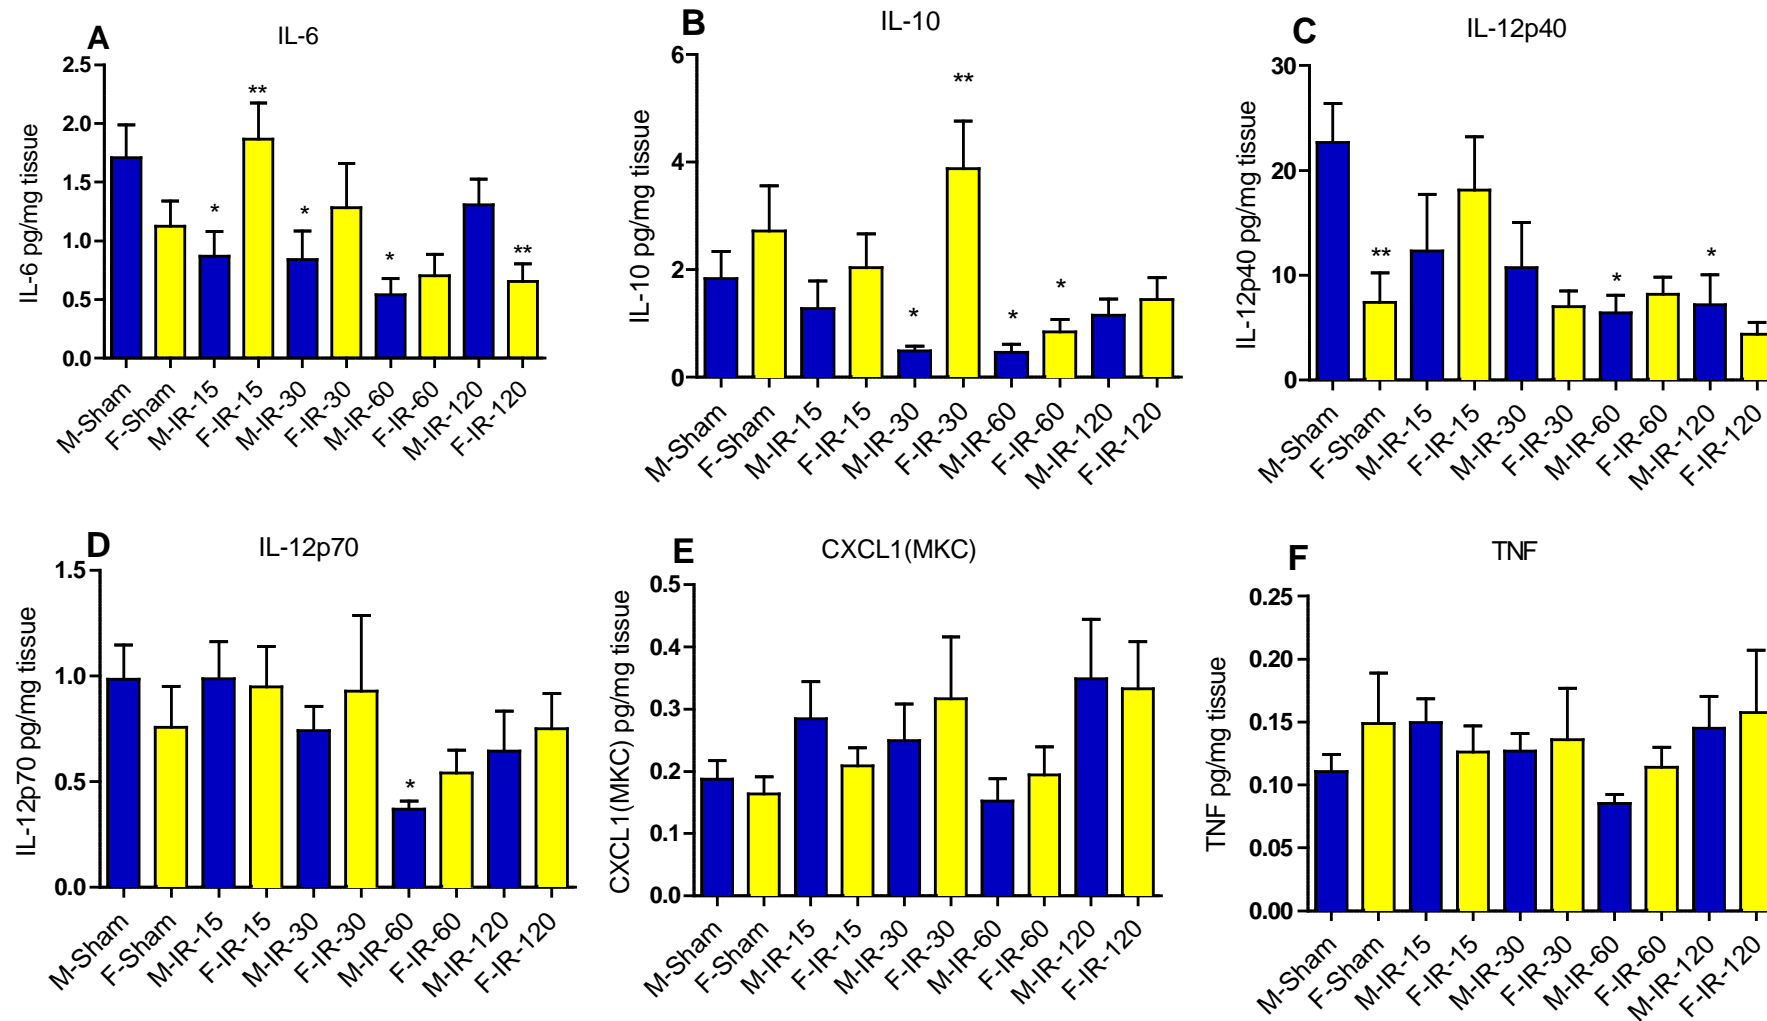 A
IL-6
IL-6 pg/mg tissue
2.5
2.0
1.5
1.0
0.5
0.0
**
*
*
*
**
M-Sham
F-Sham
M-IR-15
F-IR-15
M-IR-30
F-IR-30
M-IR-60
F-IR-60
M-IR-120
F-IR-120
B
IL-10
IL-10 pg/mg tissue
6
4
2
0
**
*
*
*
M-Sham
F-Sham
M-IR-15
F-IR-15
M-IR-30
F-IR-30
M-IR-60
F-IR-60
M-IR-120
F-IR-120
C
IL-12p40
IL-12p40 pg/mg tissue
30
20
10
0
**
*
*
M-Sham
F-Sham
M-IR-15
F-IR-15
M-IR-30
F-IR-30
M-IR-60
F-IR-60
M-IR-120
F-IR-120
D
IL-12p70
IL-12p70 pg/mg tissue
1.5
1.0
0.5
0.0
*
M-Sham
F-Sham
M-IR-15
F-IR-15
M-IR-30
F-IR-30
M-IR-60
F-IR-60
M-IR-120
F-IR-120
E
CXCL1(MKC)
CXCL1(MKC) pg/mg tissue
0.5
0.4
0.3
0.2
0.1
0.0
M-Sham
F-Sham
M-IR-15
F-IR-15
M-IR-30
F-IR-30
M-IR-60
F-IR-60
M-IR-120
F-IR-120
F
TNF
TNF pg/mg tissue
0.25
0.20
0.15
0.10
0.05
0.00
M-Sham
F-Sham
M-IR-15
F-IR-15
M-IR-30
F-IR-30
M-IR-60
F-IR-60
M-IR-120
F-IR-120